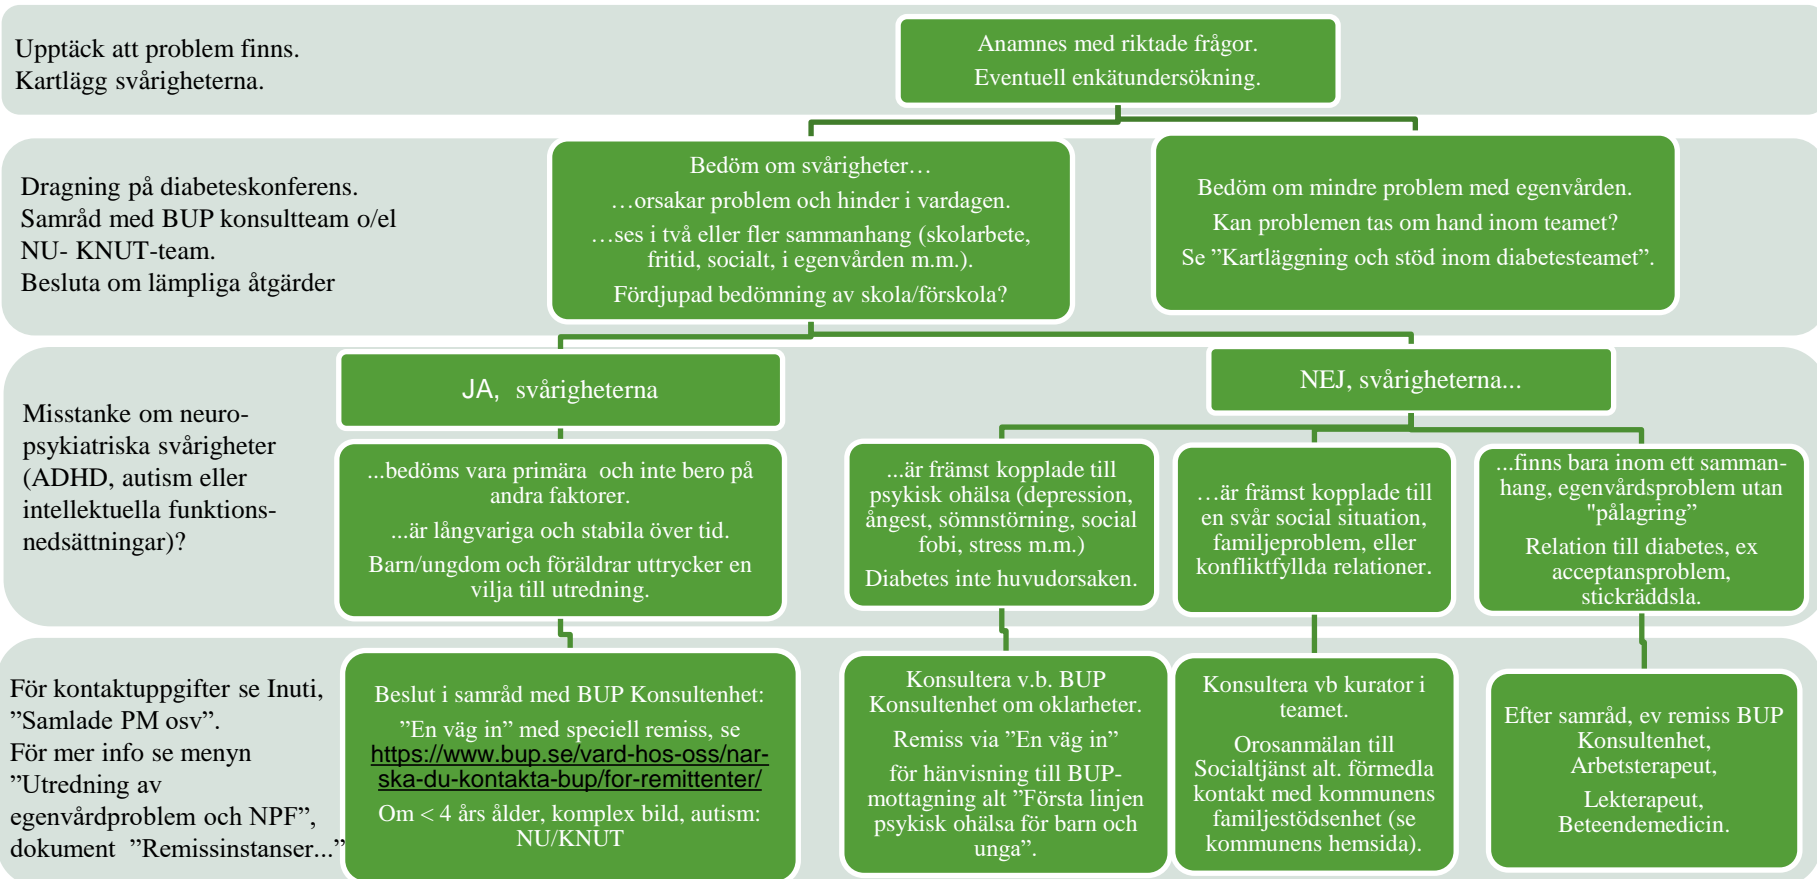 Upptäck att problem finns.
Kartlägg svårigheterna.
Anamnes med riktade frågor.
Eventuell enkätundersökning.
Dragning på diabeteskonferens.
Samråd med BUP konsultteam o/el
NU- KNUT-team.
Besluta om lämpliga åtgärder
Bedöm om svårigheter…
…orsakar problem och hinder i vardagen.
…ses i två eller fler sammanhang (skolarbete,
fritid, socialt, i egenvården m.m.).
Fördjupad bedömning av skola/förskola?
Bedöm om mindre problem med egenvården.
Kan problemen tas om hand inom teamet?
Se ”Kartläggning och stöd inom diabetesteamet”.
Misstanke om neuro-
psykiatriska svårigheter
(ADHD, autism eller
intellektuella funktions-
nedsättningar)?
JA, svårigheterna
...bedöms vara primära och inte bero på
andra faktorer.
...är långvariga och stabila över tid.
Barn/ungdom och föräldrar uttrycker en
vilja till utredning.
NEJ, svårigheterna...
...är främst kopplade till
psykisk ohälsa (depression,
ångest, sömnstörning, social
fobi, stress m.m.)
Diabetes inte huvudorsaken.
…är främst kopplade till
en svår social situation,
familjeproblem, eller
konfliktfyllda relationer.
...finns bara inom ett samman-
hang, egenvårdsproblem utan
"pålagring”
Relation till diabetes, ex
acceptansproblem,
stickräddsla.
För kontaktuppgifter se Inuti,
”Samlade PM osv”.
För mer info se menyn
”Utredning av
egenvårdproblem och NPF”,
dokument ”Remissinstanser...”
Beslut i samråd med BUP Konsultenhet:
”En väg in” med speciell remiss, se
https://www.bup.se/vard-hos-oss/nar-
ska-du-kontakta-bup/for-remittenter/
Om < 4 års ålder, komplex bild, autism:
NU/KNUT
Konsultera v.b. BUP
Konsultenhet om oklarheter.
Remiss via ”En väg in”
för hänvisning till BUP-
mottagning alt ”Första linjen
psykisk ohälsa för barn och
unga”.
Konsultera vb kurator i
teamet.
Orosanmälan till
Socialtjänst alt. förmedla
kontakt med kommunens
familjestödsenhet (se
kommunens hemsida).
Efter samråd, ev remiss BUP
Konsultenhet,
Arbetsterapeut,
Lekterapeut,
Beteendemedicin.